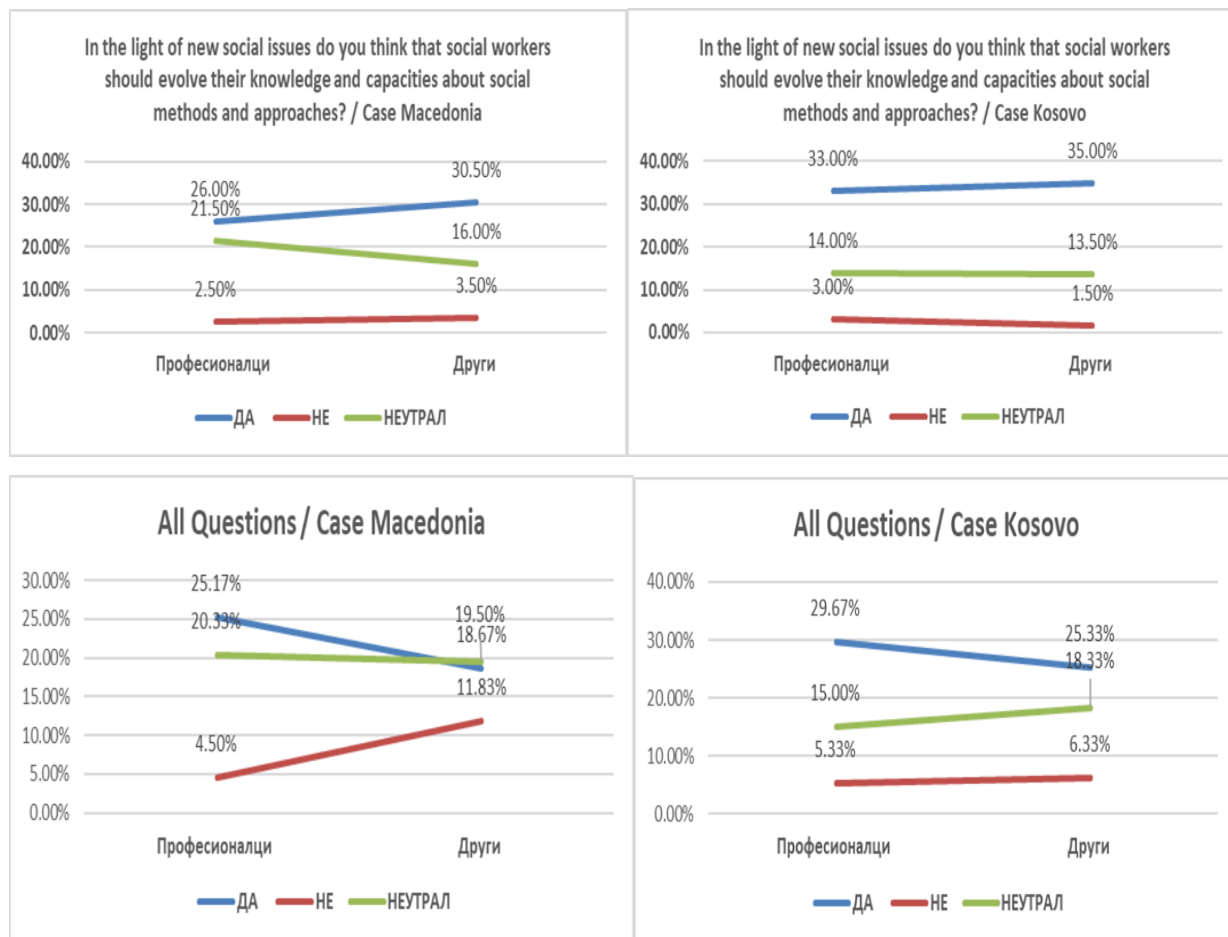 In the light of new social issues do you think that social workers
should evolve their knowledge and capacities about social
methods and approaches? / Case Macedonia
40.00%
30.00%
20.00%
10.00%
0.00%
26.00%
21.50%
2.50%
30.50%
16.00%
3.50%
Професионалци
Други
ДА
НЕ
НЕУТРАЛ
In the light of new social issues do you think that social workers
should evolve their knowledge and capacities about social
methods and approaches? / Case Kosovo
40.00%
30.00%
20.00%
10.00%
0.00%
33.00%
14.00%
3.00%
35.00%
13.50%
1.50%
Професионалци
Други
ДА
НЕ
НЕУТРАЛ
All Questions / Case Macedonia
30.00%
25.00%
20.00%
15.00%
10.00%
5.00%
0.00%
25.17%
20.33%
4.50%
19.50%
18.67%
11.83%
Професионалци
Други
ДА
НЕ
НЕУТРАЛ
All Questions / Case Kosovo
40.00%
30.00%
20.00%
10.00%
0.00%
29.67%
15.00%
5.33%
25.33%
18.33%
6.33%
Професионалци
Други
ДА
НЕ
НЕУТРАЛ